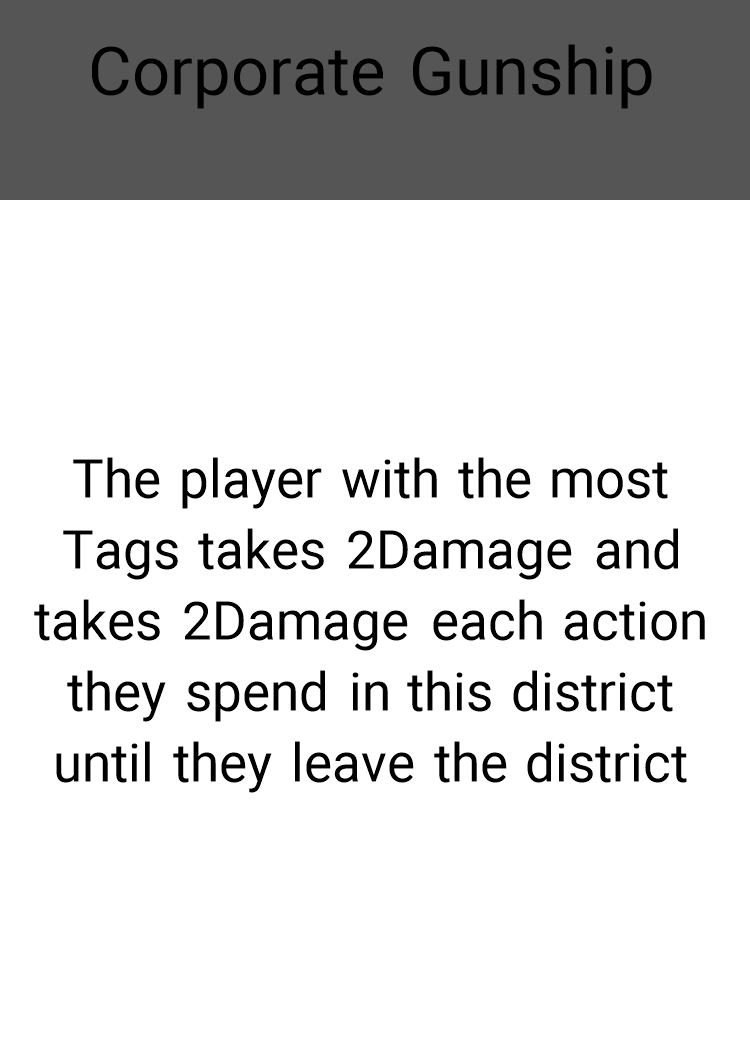 Corporate Gunship
The player with the most
Tags takes 2Damage and
takes 2Damage each action
they spend in this district
until they leave the district